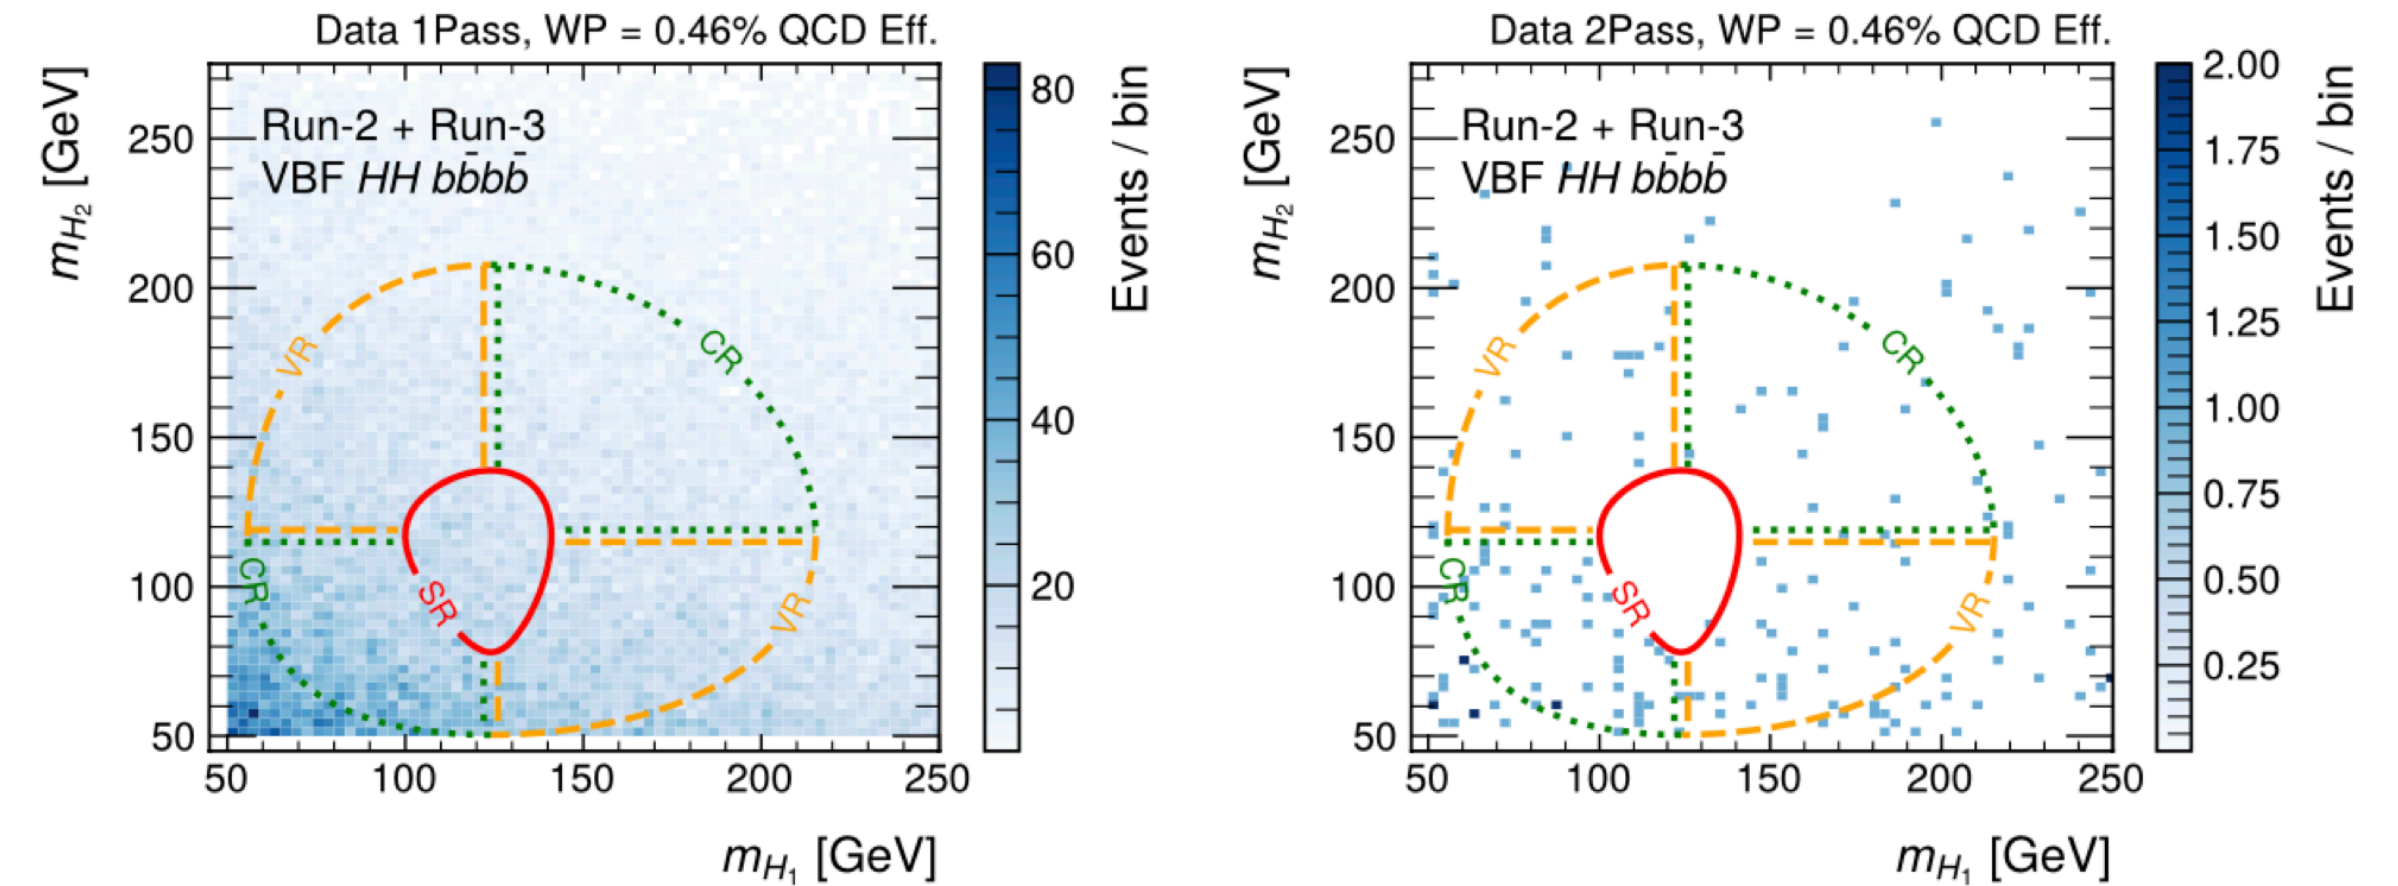 Data 1Pass, WP = 0.46% QCD Eff.
Run-2 + Run-3
VBF HH bb̄bb̄
VR
CR
CR
SR
VR
250
200
150
100
50
50
100
150
200
250
m_{H_2} [GeV]
m_{H_1} [GeV]
80
60
40
20
Events / bin
Data 2Pass, WP = 0.46% QCD Eff.
Run-2 + Run-3
VBF HH bb̄bb̄
VR
CR
CR
SR
VR
250
200
150
100
50
50
100
150
200
250
m_{H_2} [GeV]
m_{H_1} [GeV]
2.00
1.75
1.50
1.25
1.00
0.75
0.50
0.25
Events / bin